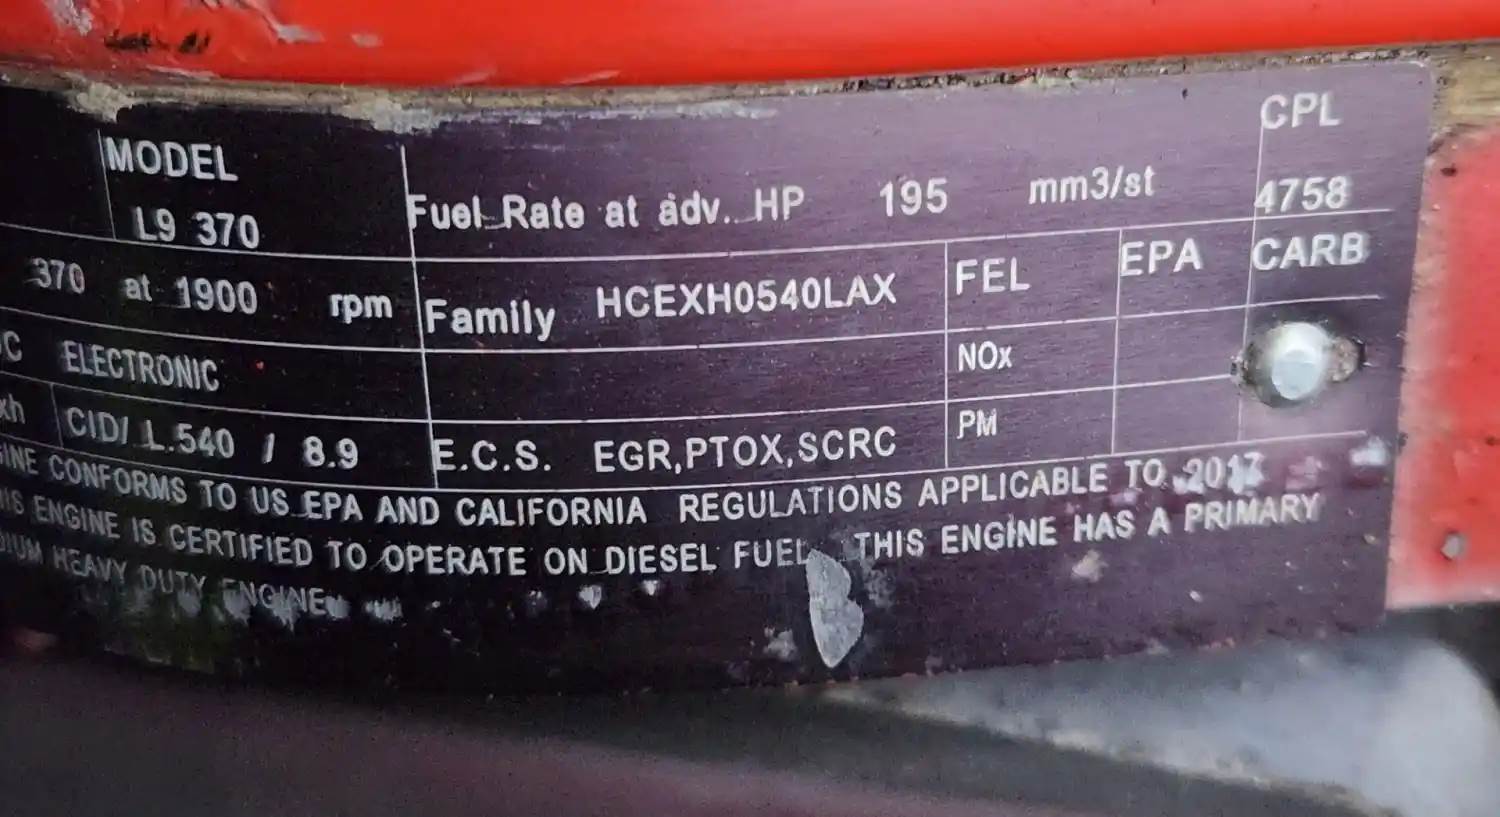 MODEL
L9 370
Fuel Rate at adv. HP 195 mm3/st
CPL
4758
370 at 1900 rpm
Family HCEXH0540LAX
FEL
EPA
CARB
ELECTRONIC
NOx
CID/ L.540 / 8.9
E.C.S. EGR,PTOX,SCRC
PM
CONFORMS TO US EPA AND CALIFORNIA REGULATIONS APPLICABLE TO 2017
ENGINE IS CERTIFIED TO OPERATE ON DIESEL FUEL THIS ENGINE HAS A PRIMARY
HEAVY DUTY ENGINE